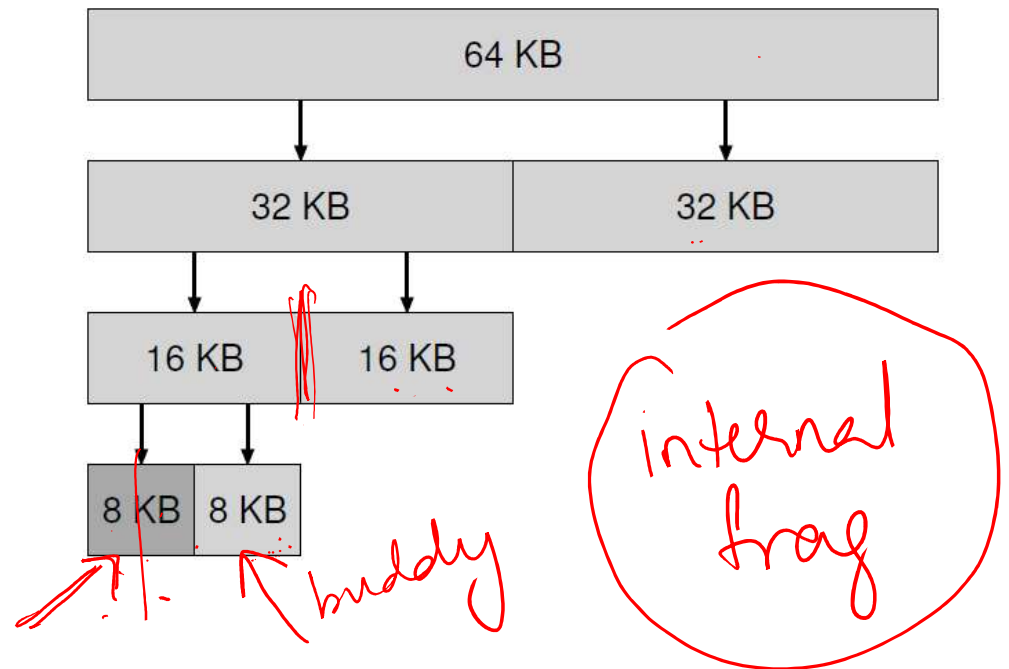 64 KB
32 KB 32 KB
16 KB 16 KB
8 KB 8 KB
buddy
internal
frag